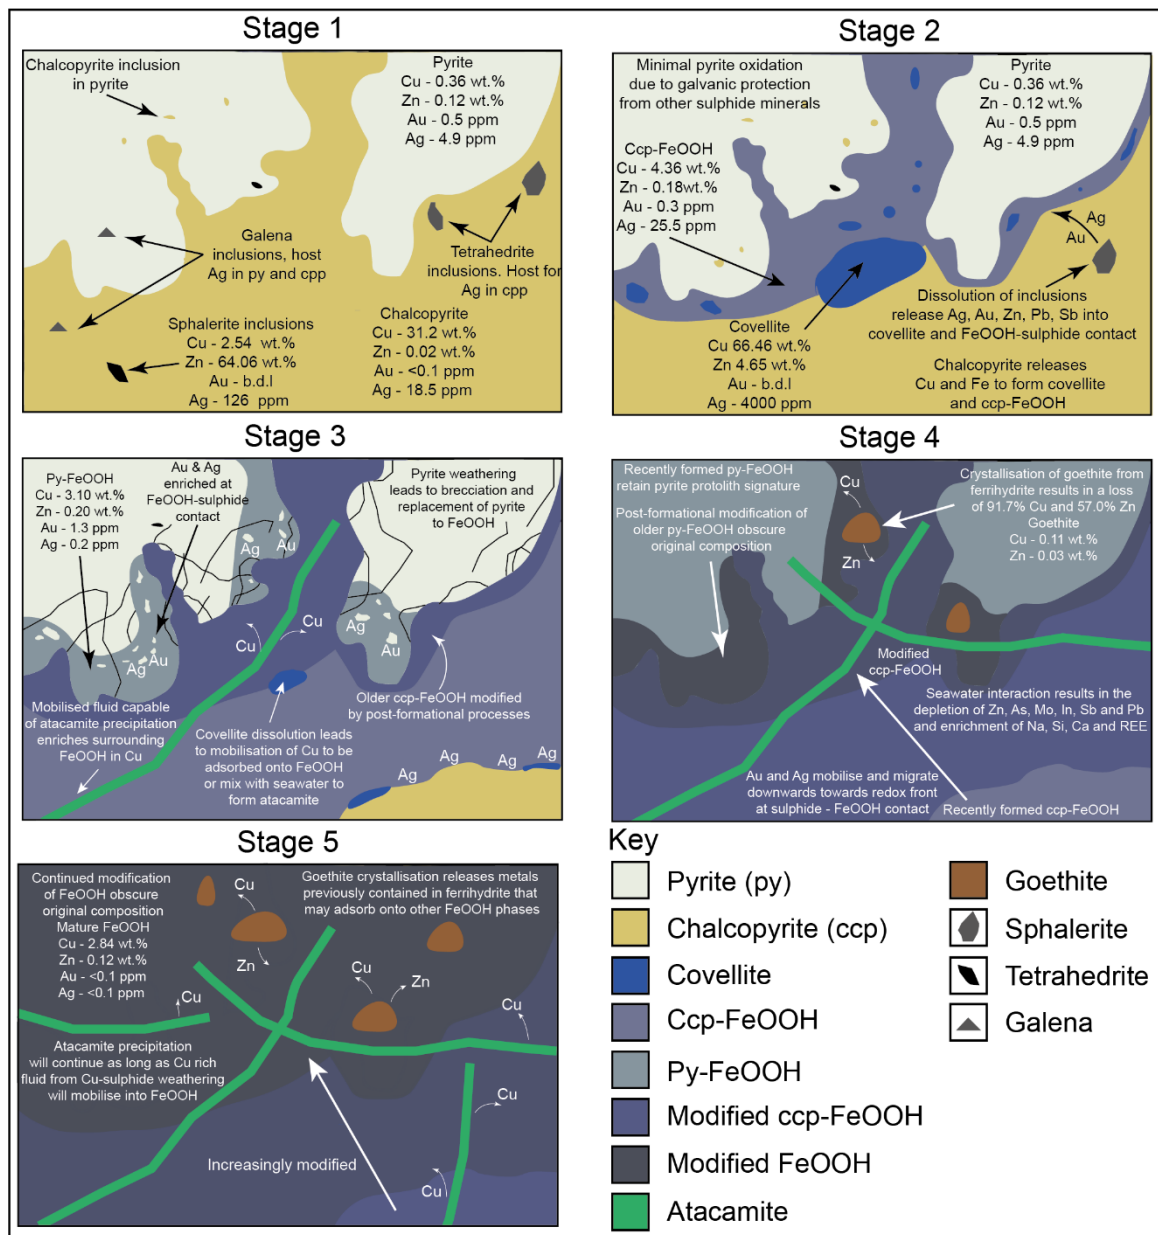 Stage 1
Chalcopyrite inclusion
in pyrite
Pyrite
Cu - 0.36 wt.%
Zn - 0.12 wt.%
Au - 0.5 ppm
Ag - 4.9 ppm
Galena
inclusions, host
Ag in py and cpp
Tetrahedrite
inclusions. Host for
Ag in cpp
Sphalerite inclusions
Cu - 2.54 wt.%
Zn - 64.06 wt.%
Au - b.d.l
Ag - 126 ppm
Chalcopyrite
Cu - 31.2 wt.%
Zn - 0.02 wt.%
Au - <0.1 ppm
Ag - 18.5 ppm
Stage 2
Minimal pyrite oxidation
due to galvanic protection
from other sulphide minerals
Pyrite
Cu - 0.36 wt.%
Zn - 0.12 wt.%
Au - 0.5 ppm
Ag - 4.9 ppm
Ccp-FeOOH
Cu - 4.36 wt.%
Zn - 0.18wt.%
Au - 0.3 ppm
Ag - 25.5 ppm
Ag
Au
Dissolution of inclusions
release Ag, Au, Zn, Pb, Sb into
covellite and FeOOH-sulphide contact
Covellite
Cu 66.46 wt.%
Zn 4.65 wt.%
Au - b.d.l
Ag - 4000 ppm
Chalcopyrite releases
Cu and Fe to form covellite
and ccp-FeOOH
Stage 3
Py-FeOOH
Cu - 3.10 wt.%
Zn - 0.20 wt.%
Au - 1.3 ppm
Ag - 0.2 ppm
Au & Ag
enriched at
FeOOH-sulphide
contact
Pyrite weathering
leads to brecciation and
replacement of pyrite
to FeOOH
Ag
Au
Ag
Au
Ag
Au
Cu
Cu
Mobilised fluid capable
of atacamite precipitation
enriches surrounding
FeOOH in Cu
Covellite dissolution leads
to mobilisation of Cu to be
adsorbed onto FeOOH
or mix with seawater to
form atacamite
Older ccp-FeOOH modified
by post-formational processes
Ag
Ag
Ag
Ag
Stage 4
Recently formed py-FeOOH
retain pyrite protolith signature
Post-formational modification of
older py-FeOOH obscure
original composition
Cu
Zn
Crystallisation of goethite from
ferrihydrite results in a loss
of 91.7% Cu and 57.0% Zn
Goethite
Cu - 0.11 wt.%
Zn - 0.03 wt.%
Modified
ccp-FeOOH
Seawater interaction results in the
depletion of Zn, As, Mo, In, Sb and Pb
and enrichment of Na, Si, Ca and REE
Au and Ag mobilise and migrate
downwards towards redox front
at sulphide - FeOOH contact
Recently formed ccp-FeOOH
Stage 5
Continued modification
of FeOOH obscure
original composition
Mature FeOOH
Cu - 2.84 wt.%
Zn - 0.12 wt.%
Au - <0.1 ppm
Ag - <0.1 ppm
Cu
Zn
Goethite crystallisation releases metals
previously contained in ferrihydrite that
may adsorb onto other FeOOH phases
Cu
Zn
Cu
Cu
Atacamite precipitation
will continue as long as Cu rich
fluid from Cu-sulphide weathering
will mobilise into FeOOH
Cu
Increasingly modified
Cu
Key
Pyrite (py)
Chalcopyrite (ccp)
Covellite
Ccp-FeOOH
Py-FeOOH
Modified ccp-FeOOH
Modified FeOOH
Atacamite
Goethite
Sphalerite
Tetrahedrite
Galena